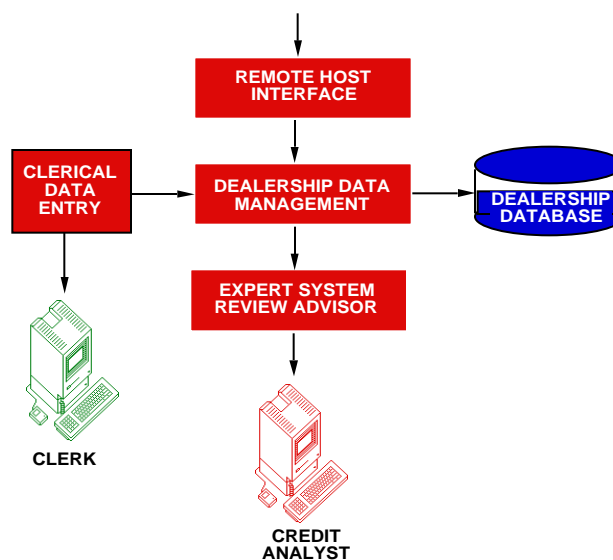 REMOTE HOST
INTERFACE
CLERICAL
DATA
ENTRY
DEALERSHIP DATA
MANAGEMENT
DEALERSHIP
DATABASE
EXPERT SYSTEM
REVIEW ADVISOR
CLERK
CREDIT
ANALYST